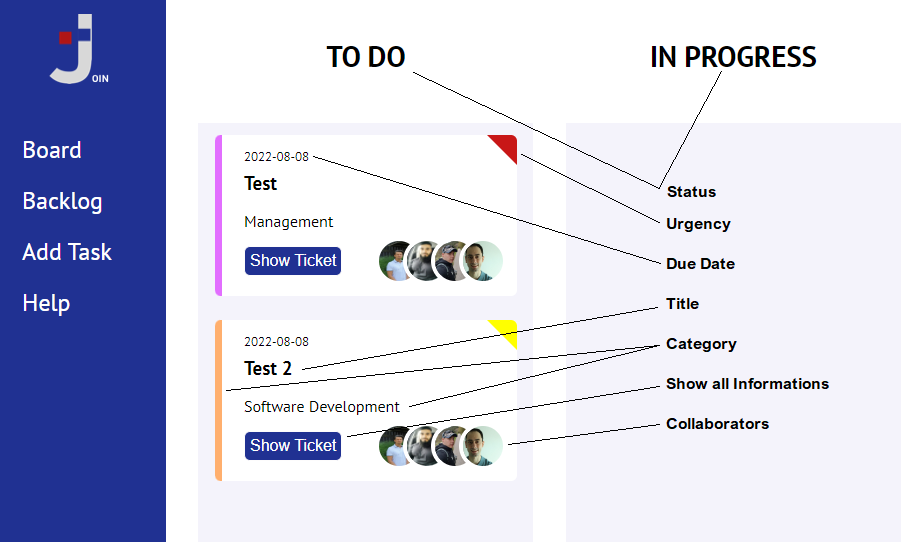 OIN
Board
Backlog
Add Task
Help
TO DO
2022-08-08
Test
Management
Show Ticket
2022-08-08
Test 2
Software Development
Show Ticket
IN PROGRESS
Status
Urgency
Due Date
Title
Category
Show all Informations
Collaborators